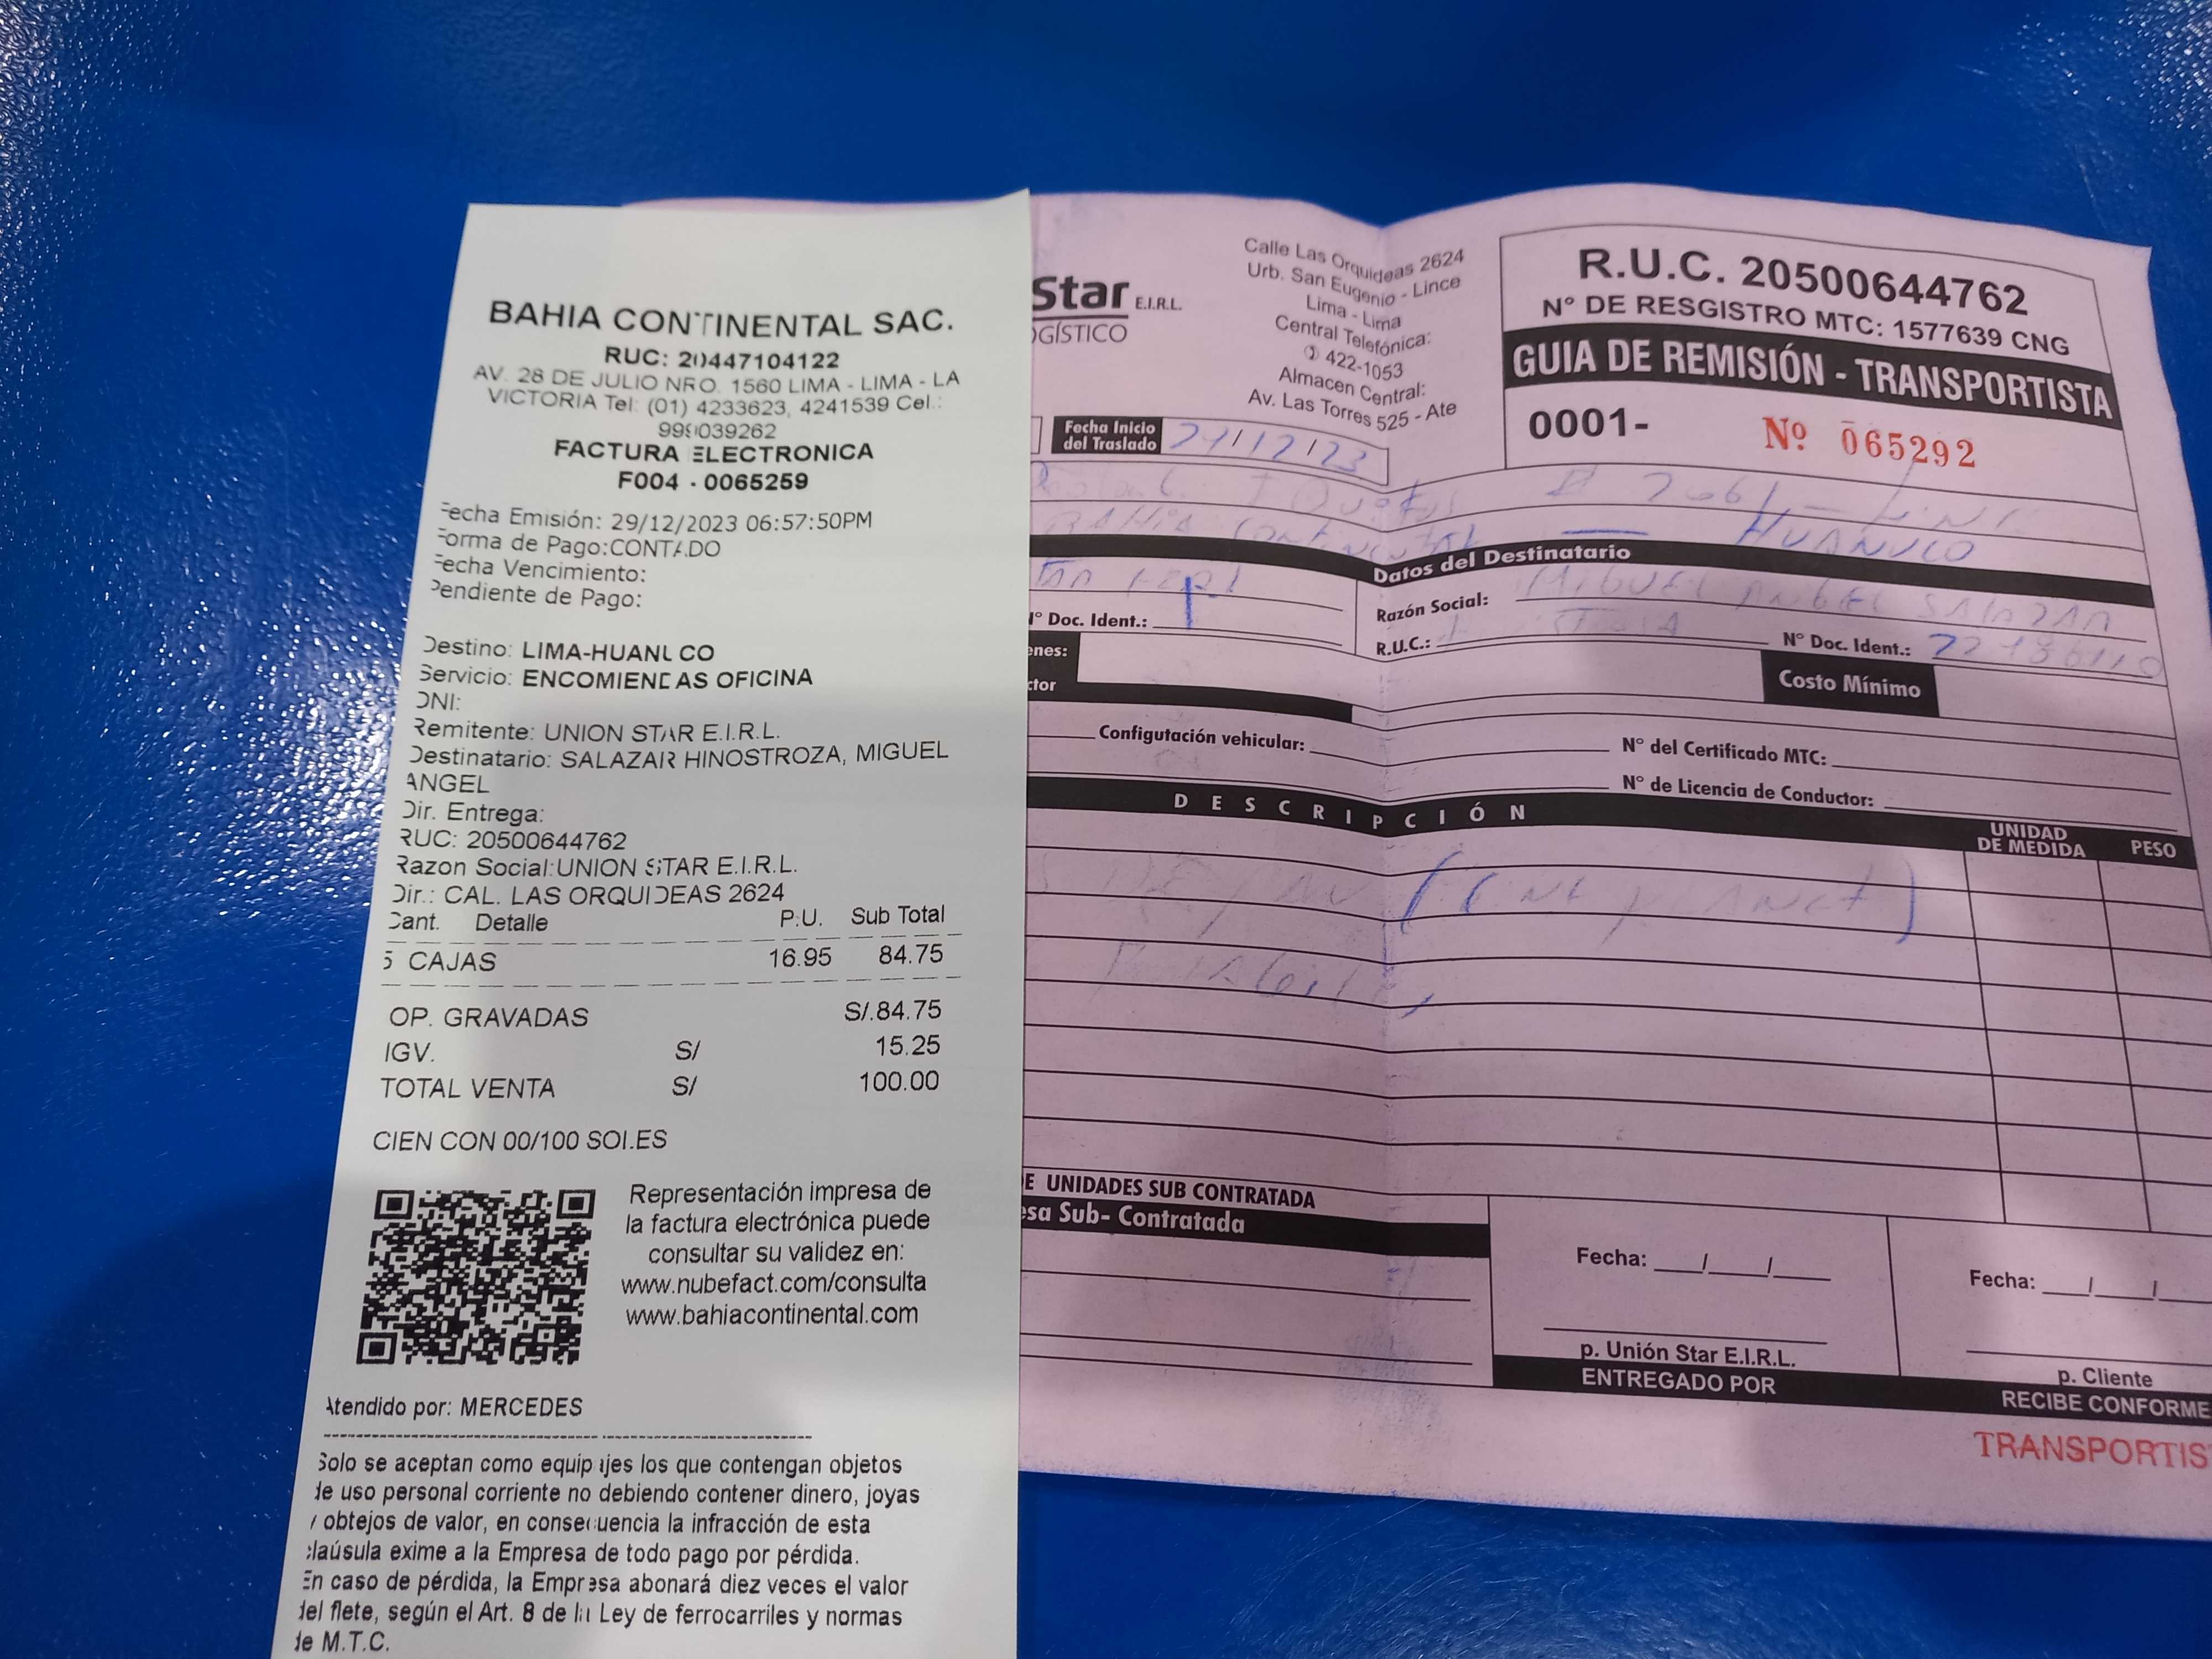 BAHIA CONTINENTAL SAC.
RUC: 20447104122
AV. 28 DE JULIO NRO. 1560 LIMA - LIMA - LA
VICTORIA Tel: (01) 4233623, 4241539 Cel.:
999039262
FACTURA ELECTRONICA
F004 - 0065259
Fecha Emisión: 29/12/2023 06:57:50PM
Forma de Pago:CONTADO
Fecha Vencimiento:
Pendiente de Pago:
Destino: LIMA-HUANUCO
Servicio: ENCOMIENDAS OFICINA
DNI:
Remitente: UNION STAR E.I.R.L.
Destinatario: SALAZAR HINOSTROZA, MIGUEL
ANGEL
Dir. Entrega:
RUC: 20500644762
Razon Social:UNION STAR E.I.R.L.
Dir.: CAL. LAS ORQUIDEAS 2624
Cant. Detalle P.U. Sub Total
5 CAJAS 16.95 84.75
OP. GRAVADAS S/.84.75
IGV. S/ 15.25
TOTAL VENTA S/ 100.00
CIEN CON 00/100 SOLES
Representación impresa de
la factura electrónica puede
consultar su validez en:
www.nubefact.com/consulta
www.bahiacontinental.com
Atendido por: MERCEDES
Solo se aceptan como equipajes los que contengan objetos
de uso personal corriente no debiendo contener dinero, joyas
y obtejos de valor, en consecuencia la infracción de esta
claúsula exime a la Empresa de todo pago por pérdida.
En caso de pérdida, la Empresa abonará diez veces el valor
del flete, según el Art. 8 de la Ley de ferrocarriles y normas
de M.T.C.
Star E.I.R.L.
OGÍSTICO
Calle Las Orquideas 2624
Urb. San Eugenio - Lince
Lima - Lima
Central Telefónica:
422-1053
Almacen Central:
Av. Las Torres 525 - Ate
R.U.C. 20500644762
N° DE RESGISTRO MTC: 1577639 CNG
GUIA DE REMISIÓN - TRANSPORTISTA
0001- Nº 065292
Fecha Inicio
del Traslado
BAHIA CONTINENTAL — HUANUCO
Datos del Destinatario
Razón Social: MIGUEL ANGEL SALAZAR
N° Doc. Ident.:
R.U.C.:
N° Doc. Ident.:
enes:
Costo Mínimo
ctor
Configutación vehicular:
N° del Certificado MTC:
N° de Licencia de Conductor:
DESCRIPCIÓN
UNIDAD
DE MEDIDA
PESO
E UNIDADES SUB CONTRATADA
esa Sub- Contratada
Fecha: / /
p. Unión Star E.I.R.L.
ENTREGADO POR
Fecha: / /
p. Cliente
RECIBE CONFORME
TRANSPORTIS